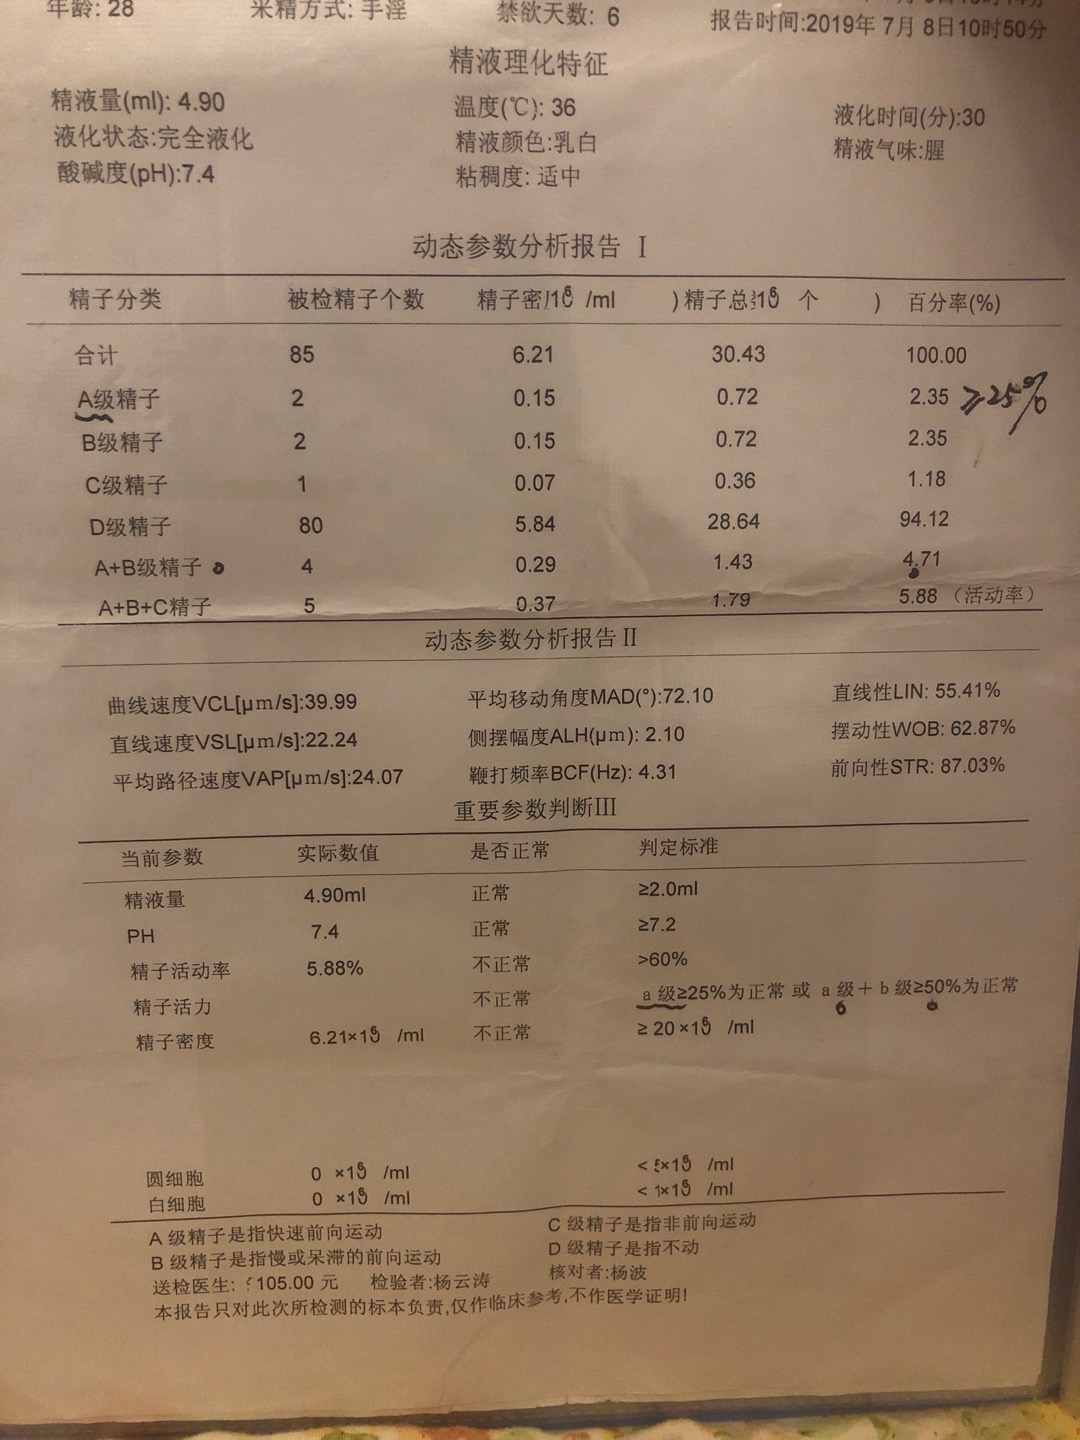 年龄: 28 采精方式: 手淫 禁欲天数: 6
报告时间:2019年 7月 8日10时50分
精液理化特征
精液量(ml): 4.90 温度(℃): 36 液化时间(分):30
液化状态:完全液化 精液颜色:乳白 精液气味:腥
酸碱度(pH):7.4 粘稠度: 适中
动态参数分析报告 Ⅰ
精子分类 被检精子个数 精子密 /ml ) 精子总 个 ) 百分率(%)
合计 85 6.21 30.43 100.00
A级精子 2 0.15 0.72 2.35 ≥25%
B级精子 2 0.15 0.72 2.35
C级精子 1 0.07 0.36 1.18
D级精子 80 5.84 28.64 94.12
A+B级精子 4 0.29 1.43 4.71
A+B+C精子 5 0.37 1.79 5.88 (活动率)
动态参数分析报告Ⅱ
曲线速度VCL[μm/s]:39.99 平均移动角度MAD(°):72.10 直线性LIN: 55.41%
直线速度VSL[μm/s]:22.24 侧摆幅度ALH(μm): 2.10 摆动性WOB: 62.87%
平均路径速度VAP[μm/s]:24.07 鞭打频率BCF(Hz): 4.31 前向性STR: 87.03%
重要参数判断Ⅲ
当前参数 实际数值 是否正常 判定标准
精液量 4.90ml 正常 ≥2.0ml
PH 7.4 正常 ≥7.2
精子活动率 5.88% 不正常 >60%
精子活力 不正常 a 级≥25%为正常 或 a 级+b 级≥50%为正常
精子密度 6.21×10⁶ /ml 不正常 ≥ 20 ×10⁶ /ml
圆细胞 0 ×10⁶ /ml < 5×10⁶ /ml
白细胞 0 ×10⁶ /ml < 1×10⁶ /ml
A 级精子是指快速前向运动 C 级精子是指非前向运动
B 级精子是指慢或呆滞的前向运动 D 级精子是指不动
送检医生: 105.00 元 检验者:杨云涛 核对者:杨波
本报告只对此次所检测的标本负责,仅作临床参考,不作医学证明!